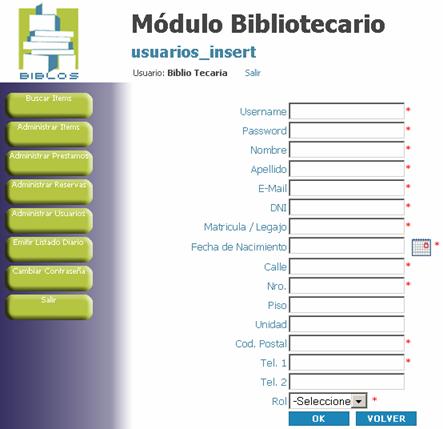 BIBLOS
Módulo Bibliotecario
usuarios_insert
Usuario: Biblio Tecaria Salir
Buscar Items
Administrar Items
Administrar Prestamos
Administrar Reservas
Administrar Usuarios
Emitir Listado Diario
Cambiar Contraseña
Salir
Username *
Password *
Nombre *
Apellido *
E-Mail *
DNI *
Matricula / Legajo *
Fecha de Nacimiento *
Calle *
Nro. *
Piso
Unidad
Cod. Postal *
Tel. 1 *
Tel. 2
Rol -Seleccione *
OK VOLVER